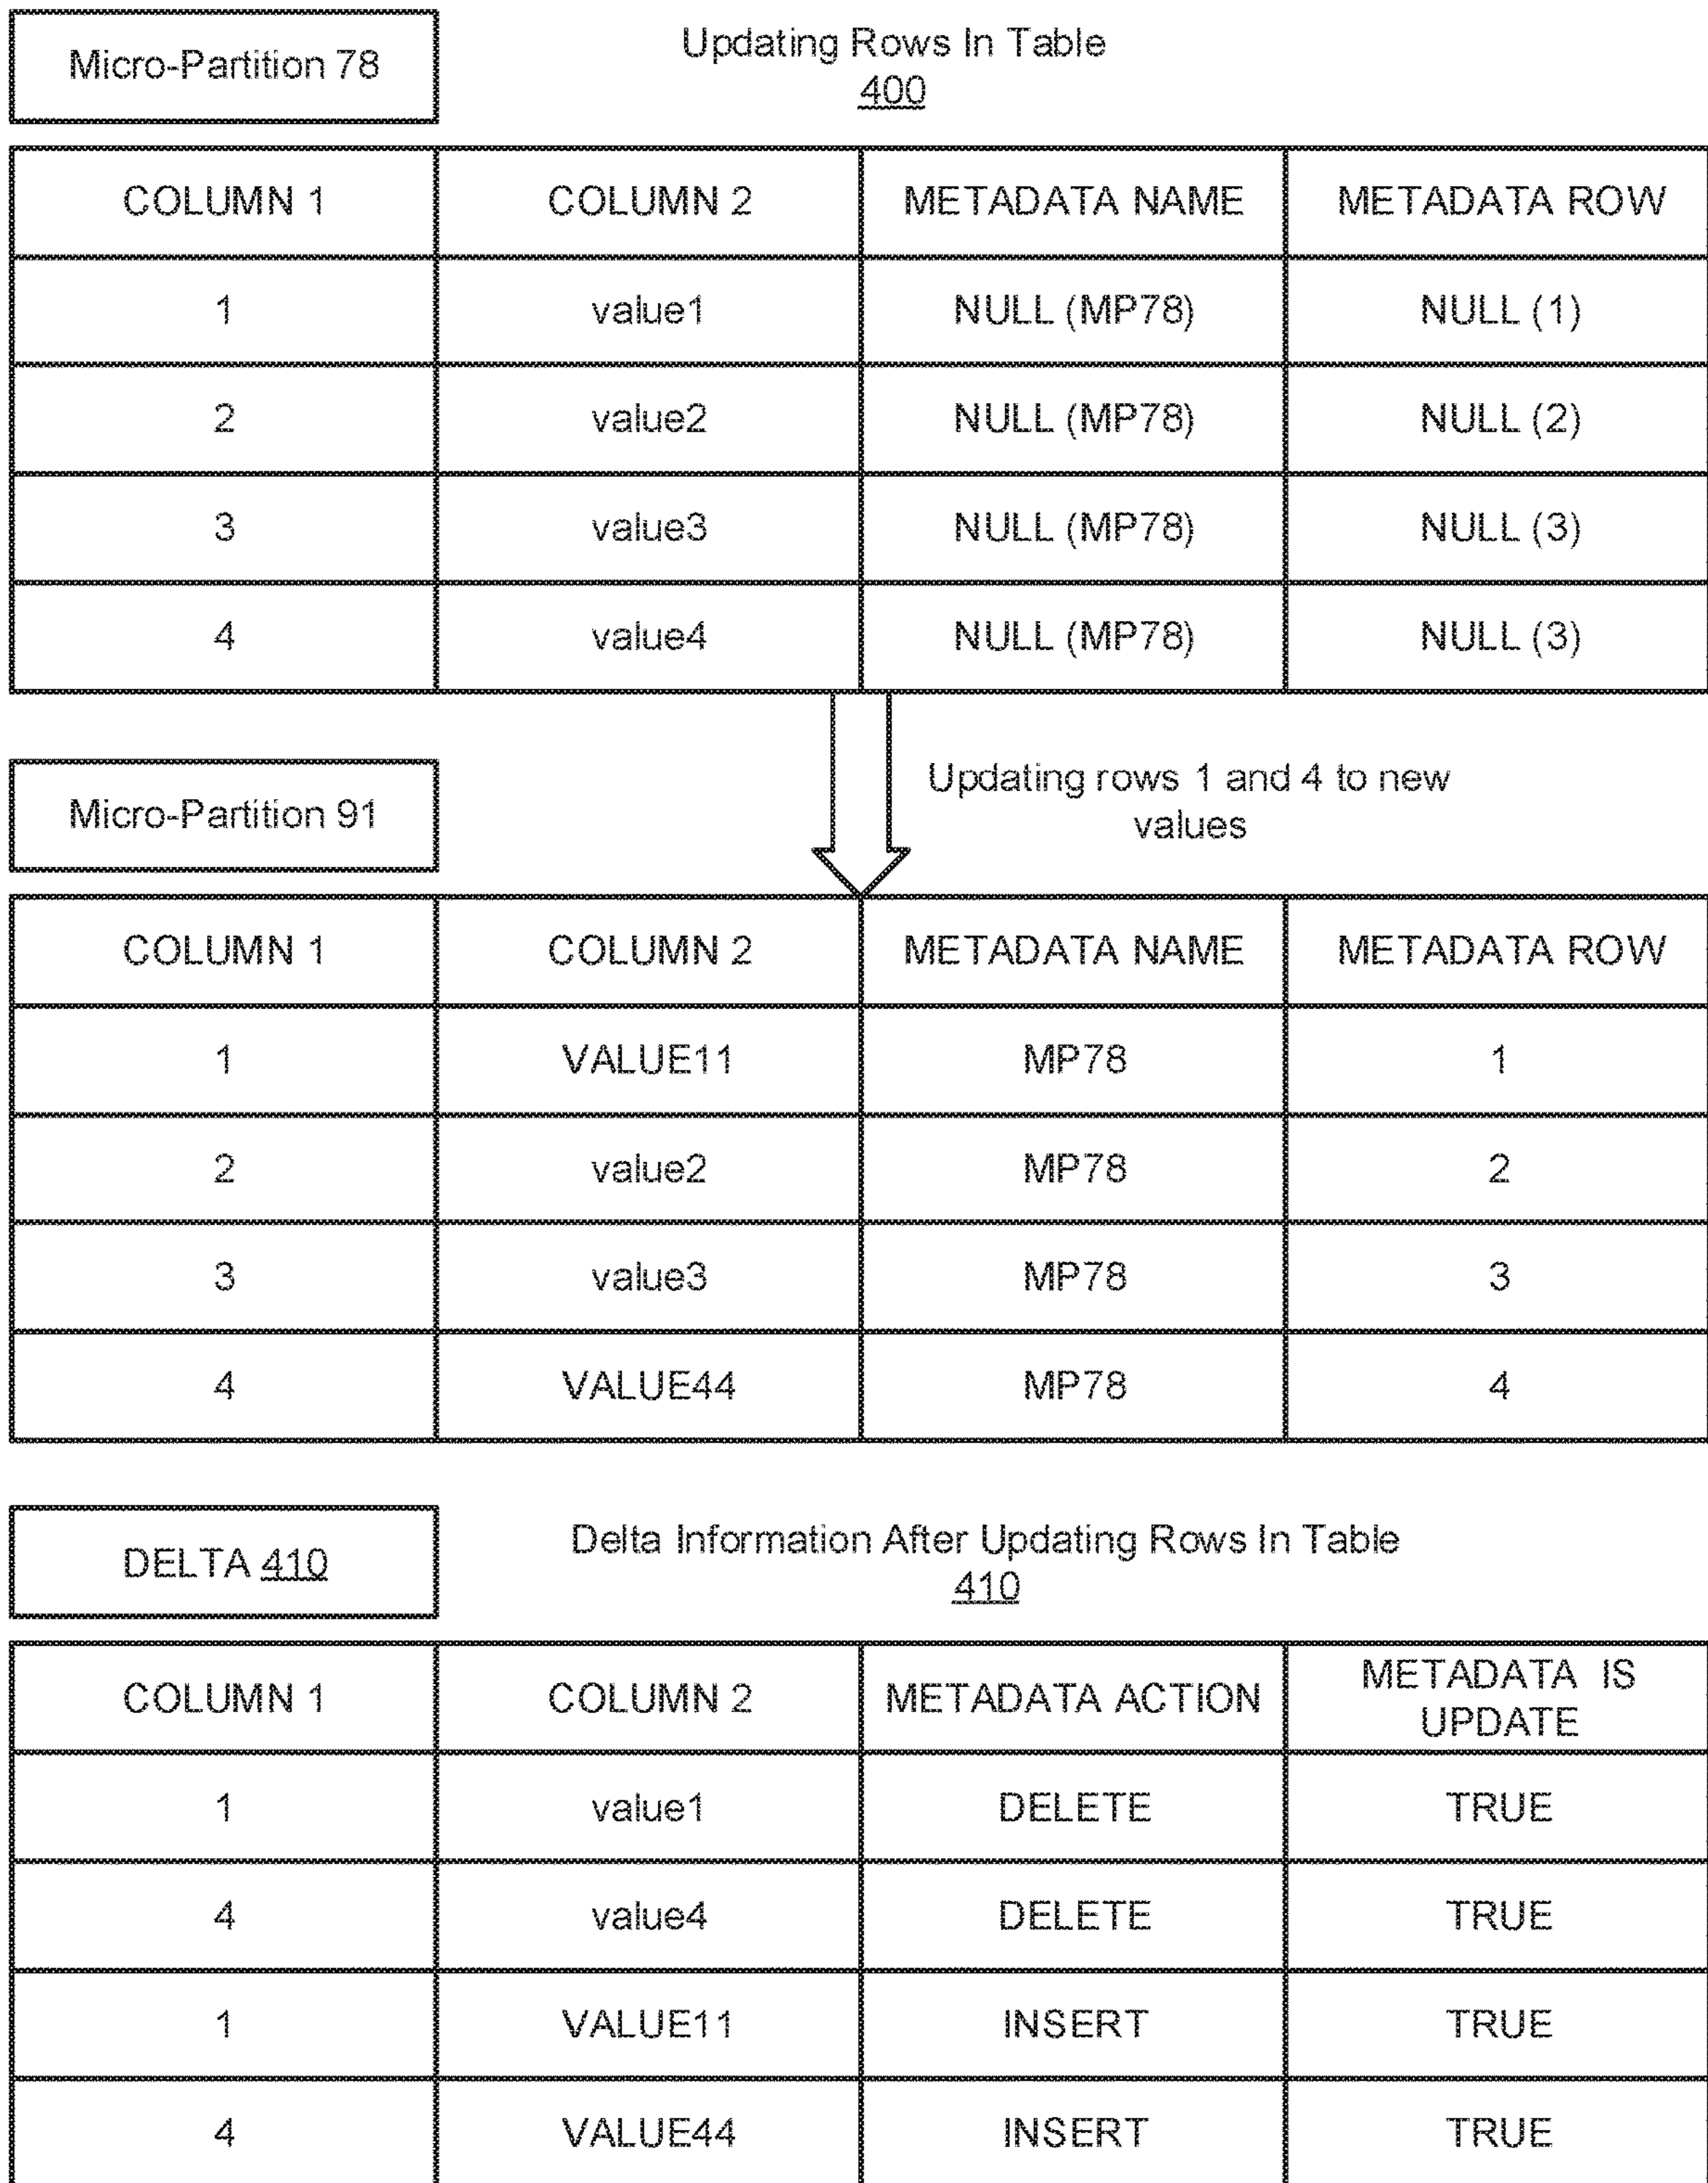 Micro-Partition 78
Updating Rows In Table
400
COLUMN 1 COLUMN 2 METADATA NAME METADATA ROW
1 value1 NULL (MP78) NULL (1)
2 value2 NULL (MP78) NULL (2)
3 value3 NULL (MP78) NULL (3)
4 value4 NULL (MP78) NULL (3)
Updating rows 1 and 4 to new
values
Micro-Partition 91
COLUMN 1 COLUMN 2 METADATA NAME METADATA ROW
1 VALUE11 MP78 1
2 value2 MP78 2
3 value3 MP78 3
4 VALUE44 MP78 4
DELTA 410
Delta Information After Updating Rows In Table
410
COLUMN 1 COLUMN 2 METADATA ACTION METADATA IS
UPDATE
1 value1 DELETE TRUE
4 value4 DELETE TRUE
1 VALUE11 INSERT TRUE
4 VALUE44 INSERT TRUE